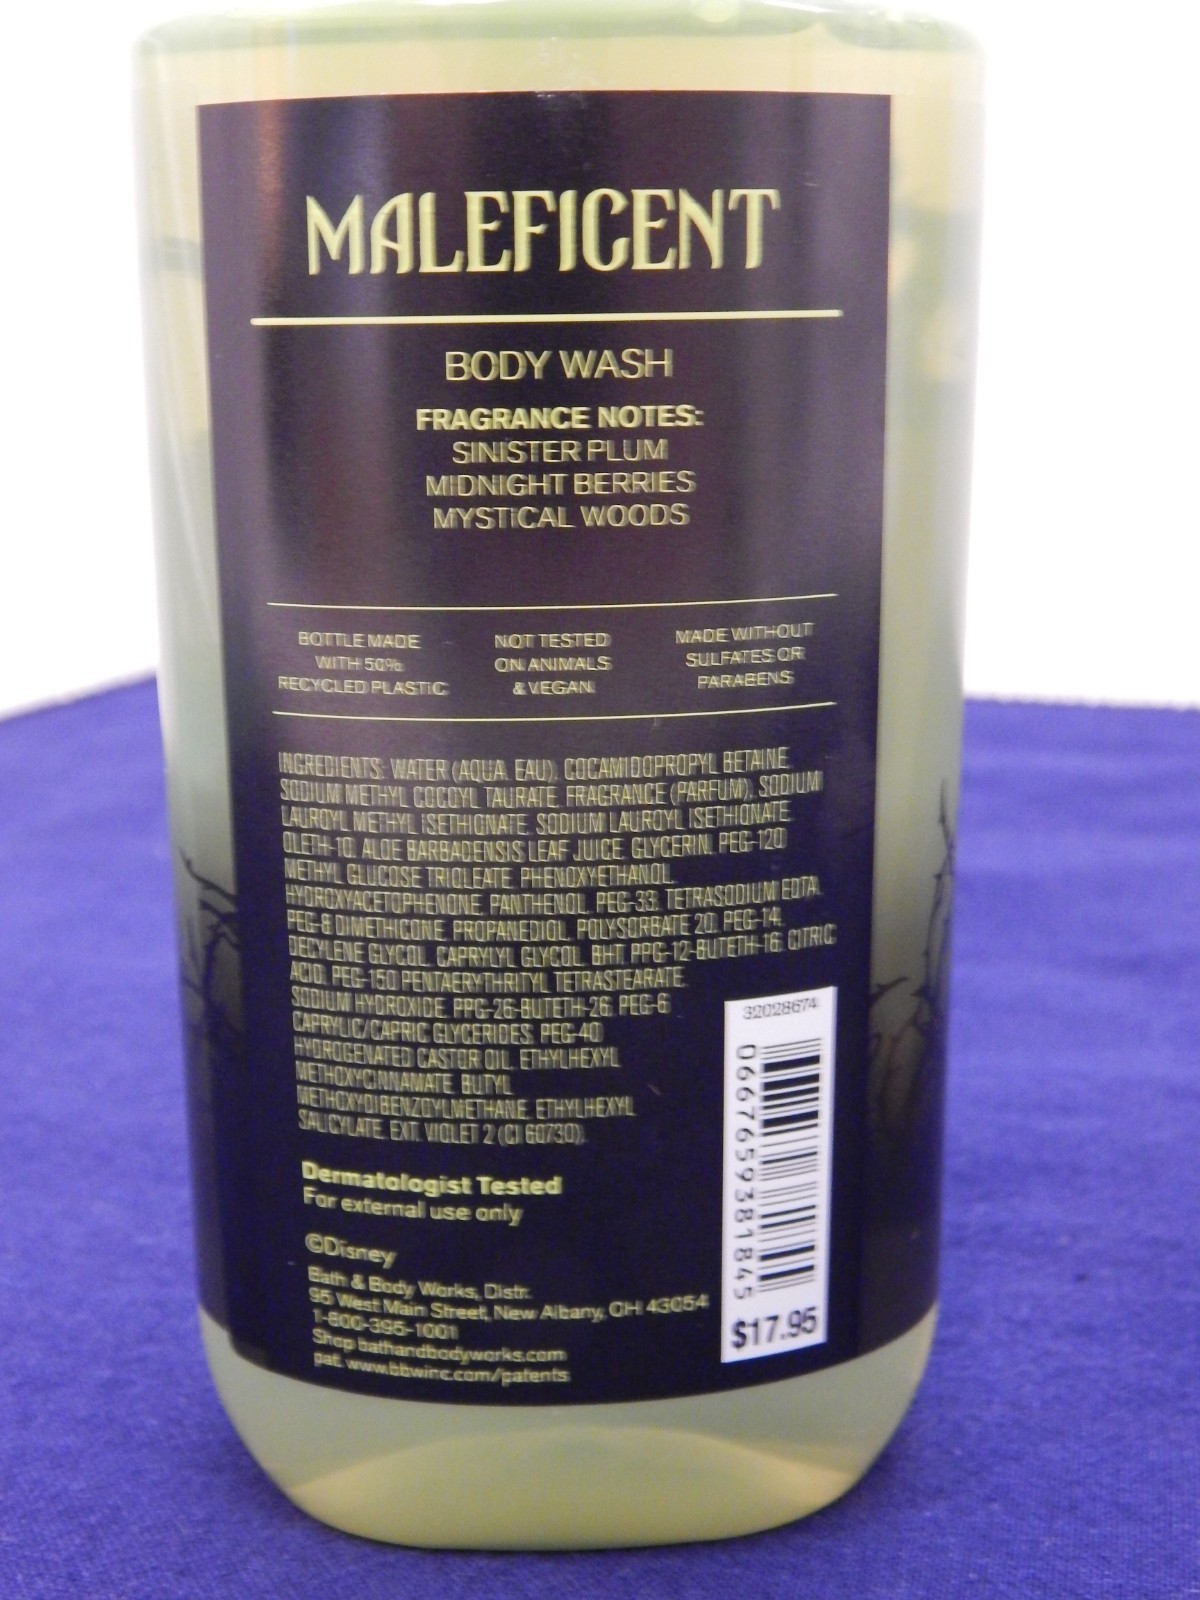 MALEFICENT
BODY WASH
FRAGRANCE NOTES:
SINISTER PLUM
MIDNIGHT BERRIES
MYSTICAL WOODS
BOTTLE MADE
WITH 50%
RECYCLED PLASTIC
NOT TESTED
ON ANIMALS
& VEGAN
MADE WITHOUT
SULFATES OR
PARABENS
INGREDIENTS: WATER (AQUA, EAU), COCAMIDOPROPYL BETAINE,
SODIUM METHYL COCOYL TAURATE, FRAGRANCE (PARFUM), SODIUM
LAUROYL METHYL ISETHIONATE, SODIUM LAUROYL ISETHIONATE,
OLETH-10, ALOE BARBADENSIS LEAF JUICE, GLYCERIN, PEG-120
METHYL GLUCOSE TRIOLEATE, PHENOXYETHANOL,
HYDROXYACETOPHENONE, PANTHENOL, PEG-33, TETRASODIUM EDTA,
PEG-8 DIMETHICONE, PROPANEDIOL, POLYSORBATE 20, PEG-14,
DECYLENE GLYCOL, CAPRYLYL GLYCOL, BHT, PPG-12-BUTETH-16, CITRIC
ACID, PEG-150 PENTAERYTHRITYL TETRASTEARATE,
SODIUM HYDROXIDE, PPG-26-BUTETH-26, PEG-6
CAPRYLIC/CAPRIC GLYCERIDES, PEG-40
HYDROGENATED CASTOR OIL, ETHYLHEXYL
METHOXYCINNAMATE, BUTYL
METHOXYDIBENZOYLMETHANE, ETHYLHEXYL
SALICYLATE, EXT. VIOLET 2 (CI 60730).
Dermatologist Tested
For external use only
©Disney
Bath & Body Works, Distr.
95 West Main Street, New Albany, OH 43054
1-800-395-1001
Shop bathandbodyworks.com
pat. www.bbwinc.com/patents
32028674
0667659381845
$17.95